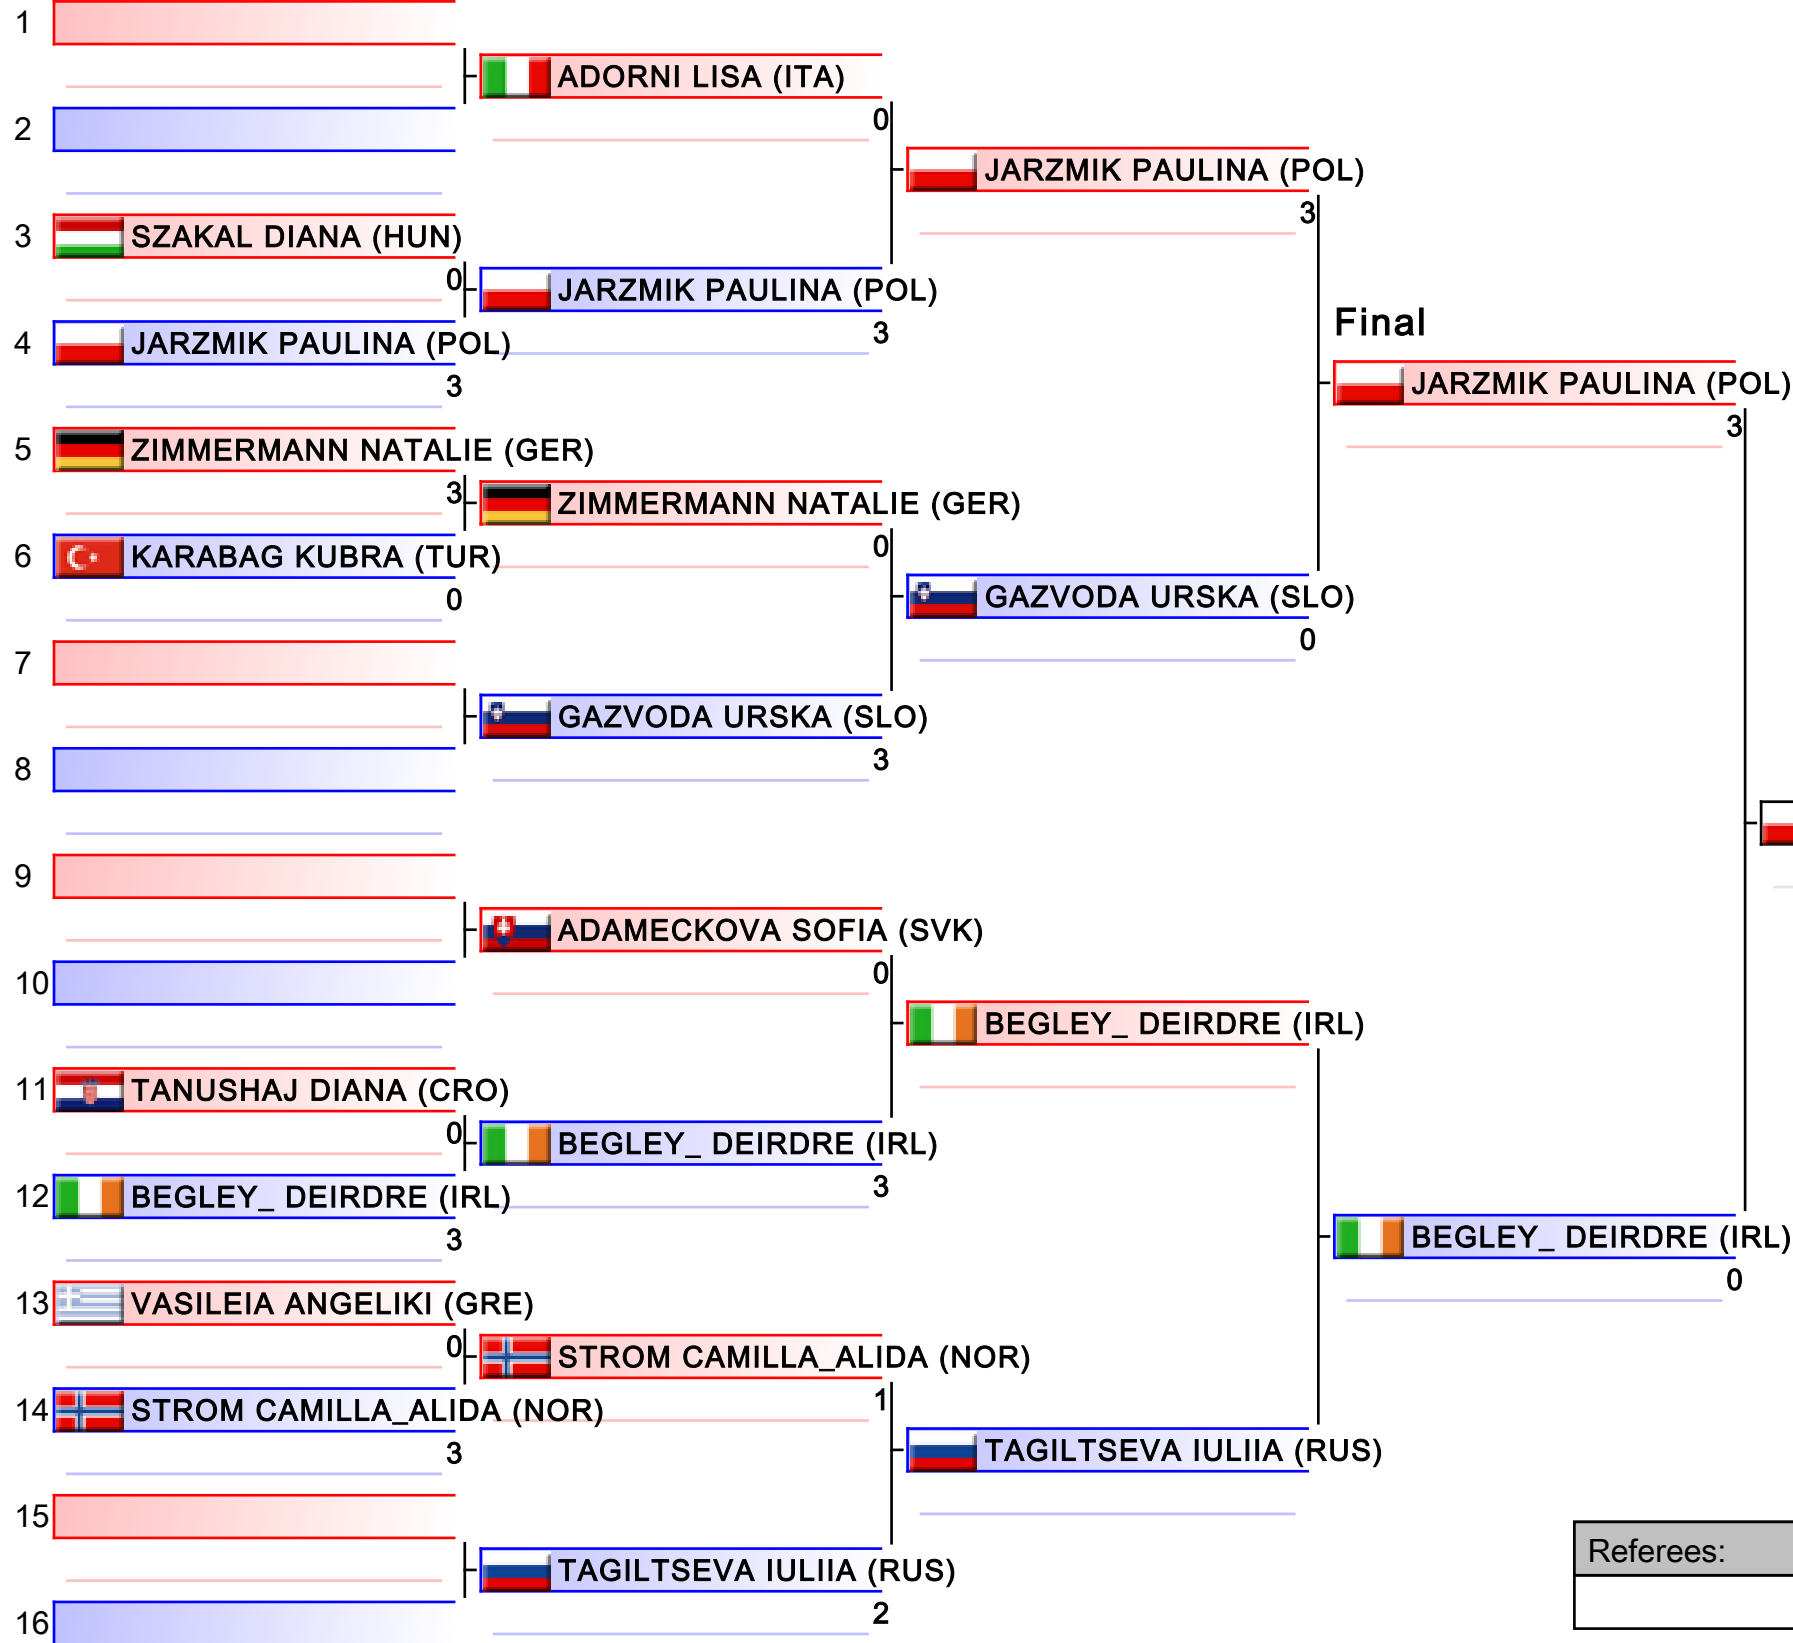 1
ADORNI LISA (ITA)
0
2
JARZMIK PAULINA (POL)
3
3
SZAKAL DIANA (HUN)
0
JARZMIK PAULINA (POL)
3
4
JARZMIK PAULINA (POL)
3
Final
JARZMIK PAULINA (POL)
3
5
ZIMMERMANN NATALIE (GER)
3
ZIMMERMANN NATALIE (GER)
0
6
KARABAG KUBRA (TUR)
0
GAZVODA URSKA (SLO)
0
7
GAZVODA URSKA (SLO)
3
8
9
ADAMECKOVA SOFIA (SVK)
0
10
BEGLEY_ DEIRDRE (IRL)
11
TANUSHAJ DIANA (CRO)
0
BEGLEY_ DEIRDRE (IRL)
3
12
BEGLEY_ DEIRDRE (IRL)
3
BEGLEY_ DEIRDRE (IRL)
0
13
VASILEIA ANGELIKI (GRE)
0
STROM CAMILLA_ALIDA (NOR)
1
14
STROM CAMILLA_ALIDA (NOR)
3
TAGILTSEVA IULIIA (RUS)
15
TAGILTSEVA IULIIA (RUS)
2
16
Referees: